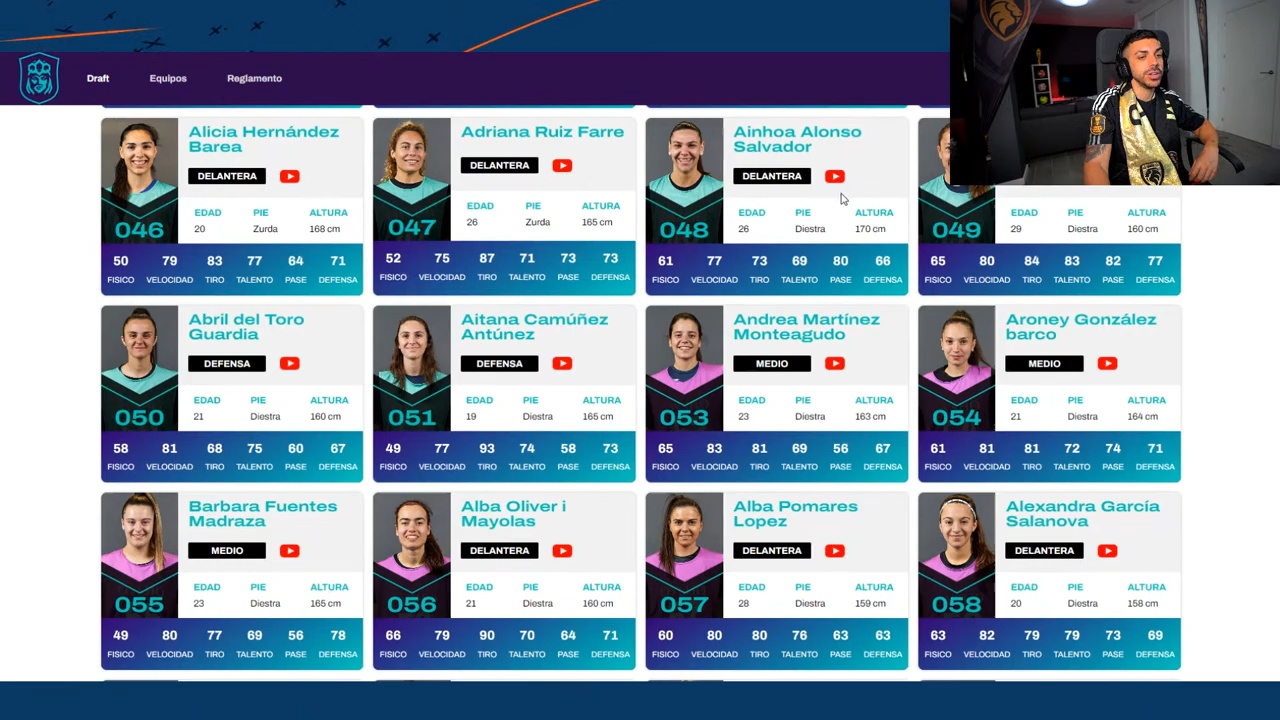 Draft
Equipos
Reglamento
Alicia Hernández
Barea
DELANTERA
EDAD PIE ALTURA
20 Zurda 168 cm
046
50 79 83 77 64 71
FISICO VELOCIDAD TIRO TALENTO PASE DEFENSA
Adriana Ruiz Farre
DELANTERA
EDAD PIE ALTURA
26 Zurda 165 cm
047
52 75 87 71 73 73
FISICO VELOCIDAD TIRO TALENTO PASE DEFENSA
Ainhoa Alonso
Salvador
DELANTERA
EDAD PIE ALTURA
26 Diestra 170 cm
048
61 77 73 69 80 66
FISICO VELOCIDAD TIRO TALENTO PASE DEFENSA
EDAD PIE ALTURA
29 Diestra 160 cm
049
65 80 84 83 82 77
FISICO VELOCIDAD TIRO TALENTO PASE DEFENSA
Abril del Toro
Guardia
DEFENSA
EDAD PIE ALTURA
21 Diestra 160 cm
050
58 81 68 75 60 67
FISICO VELOCIDAD TIRO TALENTO PASE DEFENSA
Aitana Camúñez
Antúnez
DEFENSA
EDAD PIE ALTURA
19 Diestra 165 cm
051
49 77 93 74 58 73
FISICO VELOCIDAD TIRO TALENTO PASE DEFENSA
Andrea Martínez
Monteagudo
MEDIO
EDAD PIE ALTURA
23 Diestra 163 cm
053
65 83 81 69 56 67
FISICO VELOCIDAD TIRO TALENTO PASE DEFENSA
Aroney González
barco
MEDIO
EDAD PIE ALTURA
21 Diestra 164 cm
054
61 81 81 72 74 71
FISICO VELOCIDAD TIRO TALENTO PASE DEFENSA
Barbara Fuentes
Madraza
MEDIO
EDAD PIE ALTURA
23 Diestra 165 cm
055
49 80 77 69 56 78
FISICO VELOCIDAD TIRO TALENTO PASE DEFENSA
Alba Oliver i
Mayolas
DELANTERA
EDAD PIE ALTURA
21 Diestra 160 cm
056
66 79 90 70 64 71
FISICO VELOCIDAD TIRO TALENTO PASE DEFENSA
Alba Pomares
Lopez
DELANTERA
EDAD PIE ALTURA
28 Diestra 159 cm
057
60 80 80 76 63 63
FISICO VELOCIDAD TIRO TALENTO PASE DEFENSA
Alexandra García
Salanova
DELANTERA
EDAD PIE ALTURA
20 Diestra 158 cm
058
63 82 79 79 73 69
FISICO VELOCIDAD TIRO TALENTO PASE DEFENSA